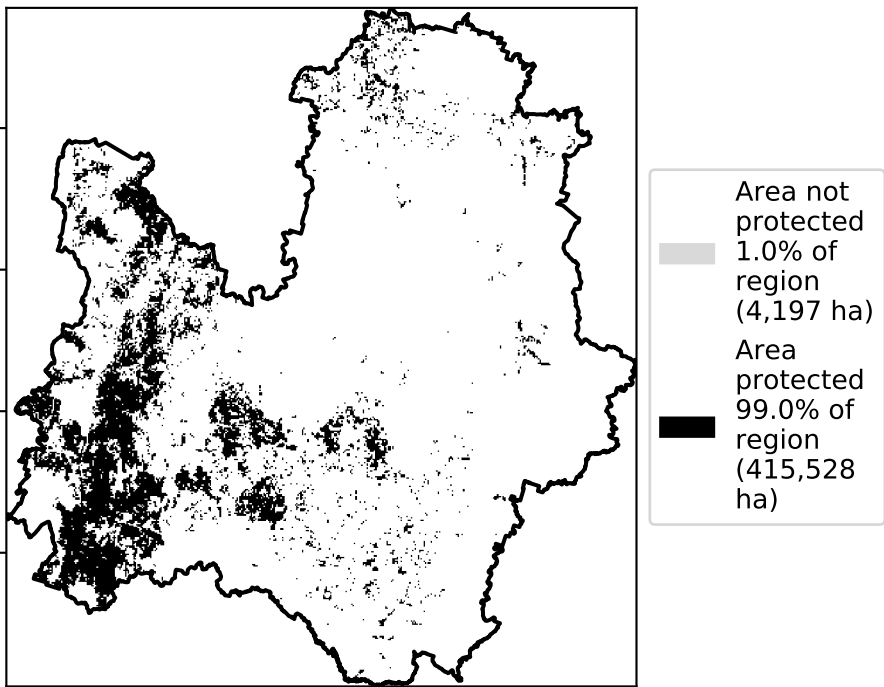 Area not
protected
1.0% of
region
(4,197 ha)
Area
protected
99.0% of
region
(415,528
ha)